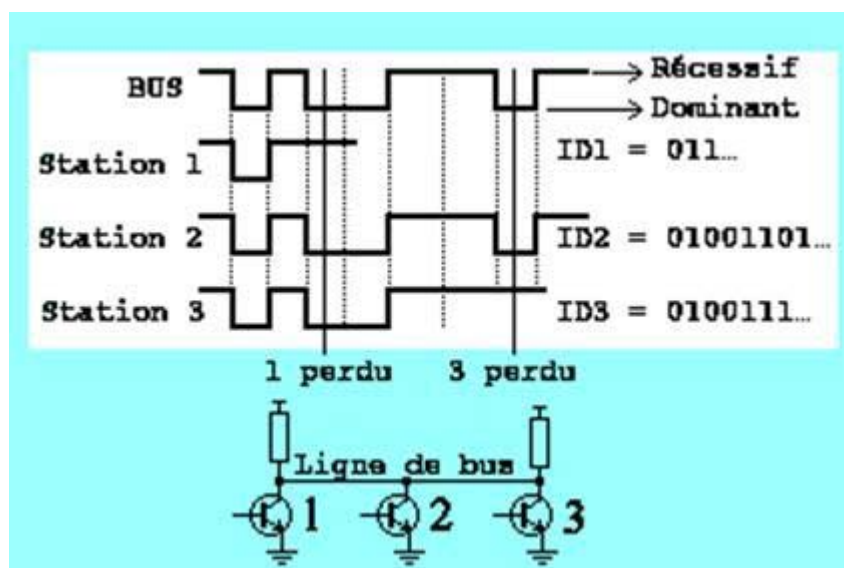 BUS
Récessif
Dominant
Station 1
ID1 = 011…
Station 2
ID2 = 01001101…
Station 3
ID3 = 0100111…
1 perdu
3 perdu
Ligne de bus
1
2
3